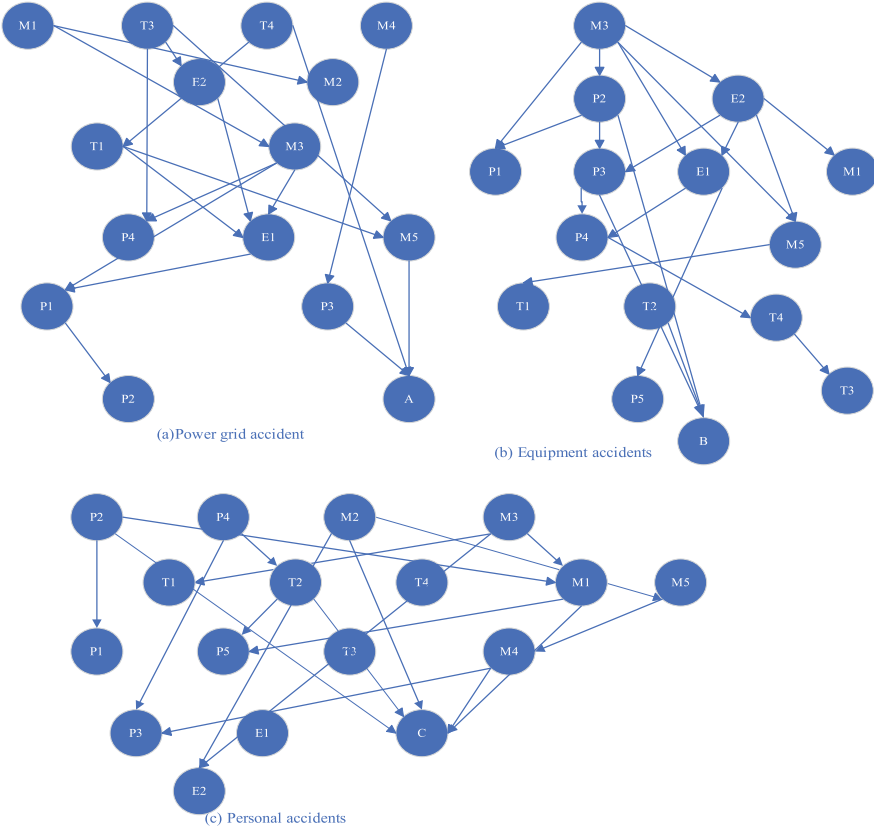 M1 T3 T4 M4
E2 M2
T1 M3
P4 E1 M5
P1 P3
P2 A
(a)Power grid accident
M3
P2 E2
P1 P3 E1 M1
P4 M5
T1 T2 T4
P5 T3
B
(b) Equipment accidents
P2 P4 M2 M3
T1 T2 T4 M1 M5
P1 P5 T3 M4
P3 E1 C
E2
(c) Personal accidents